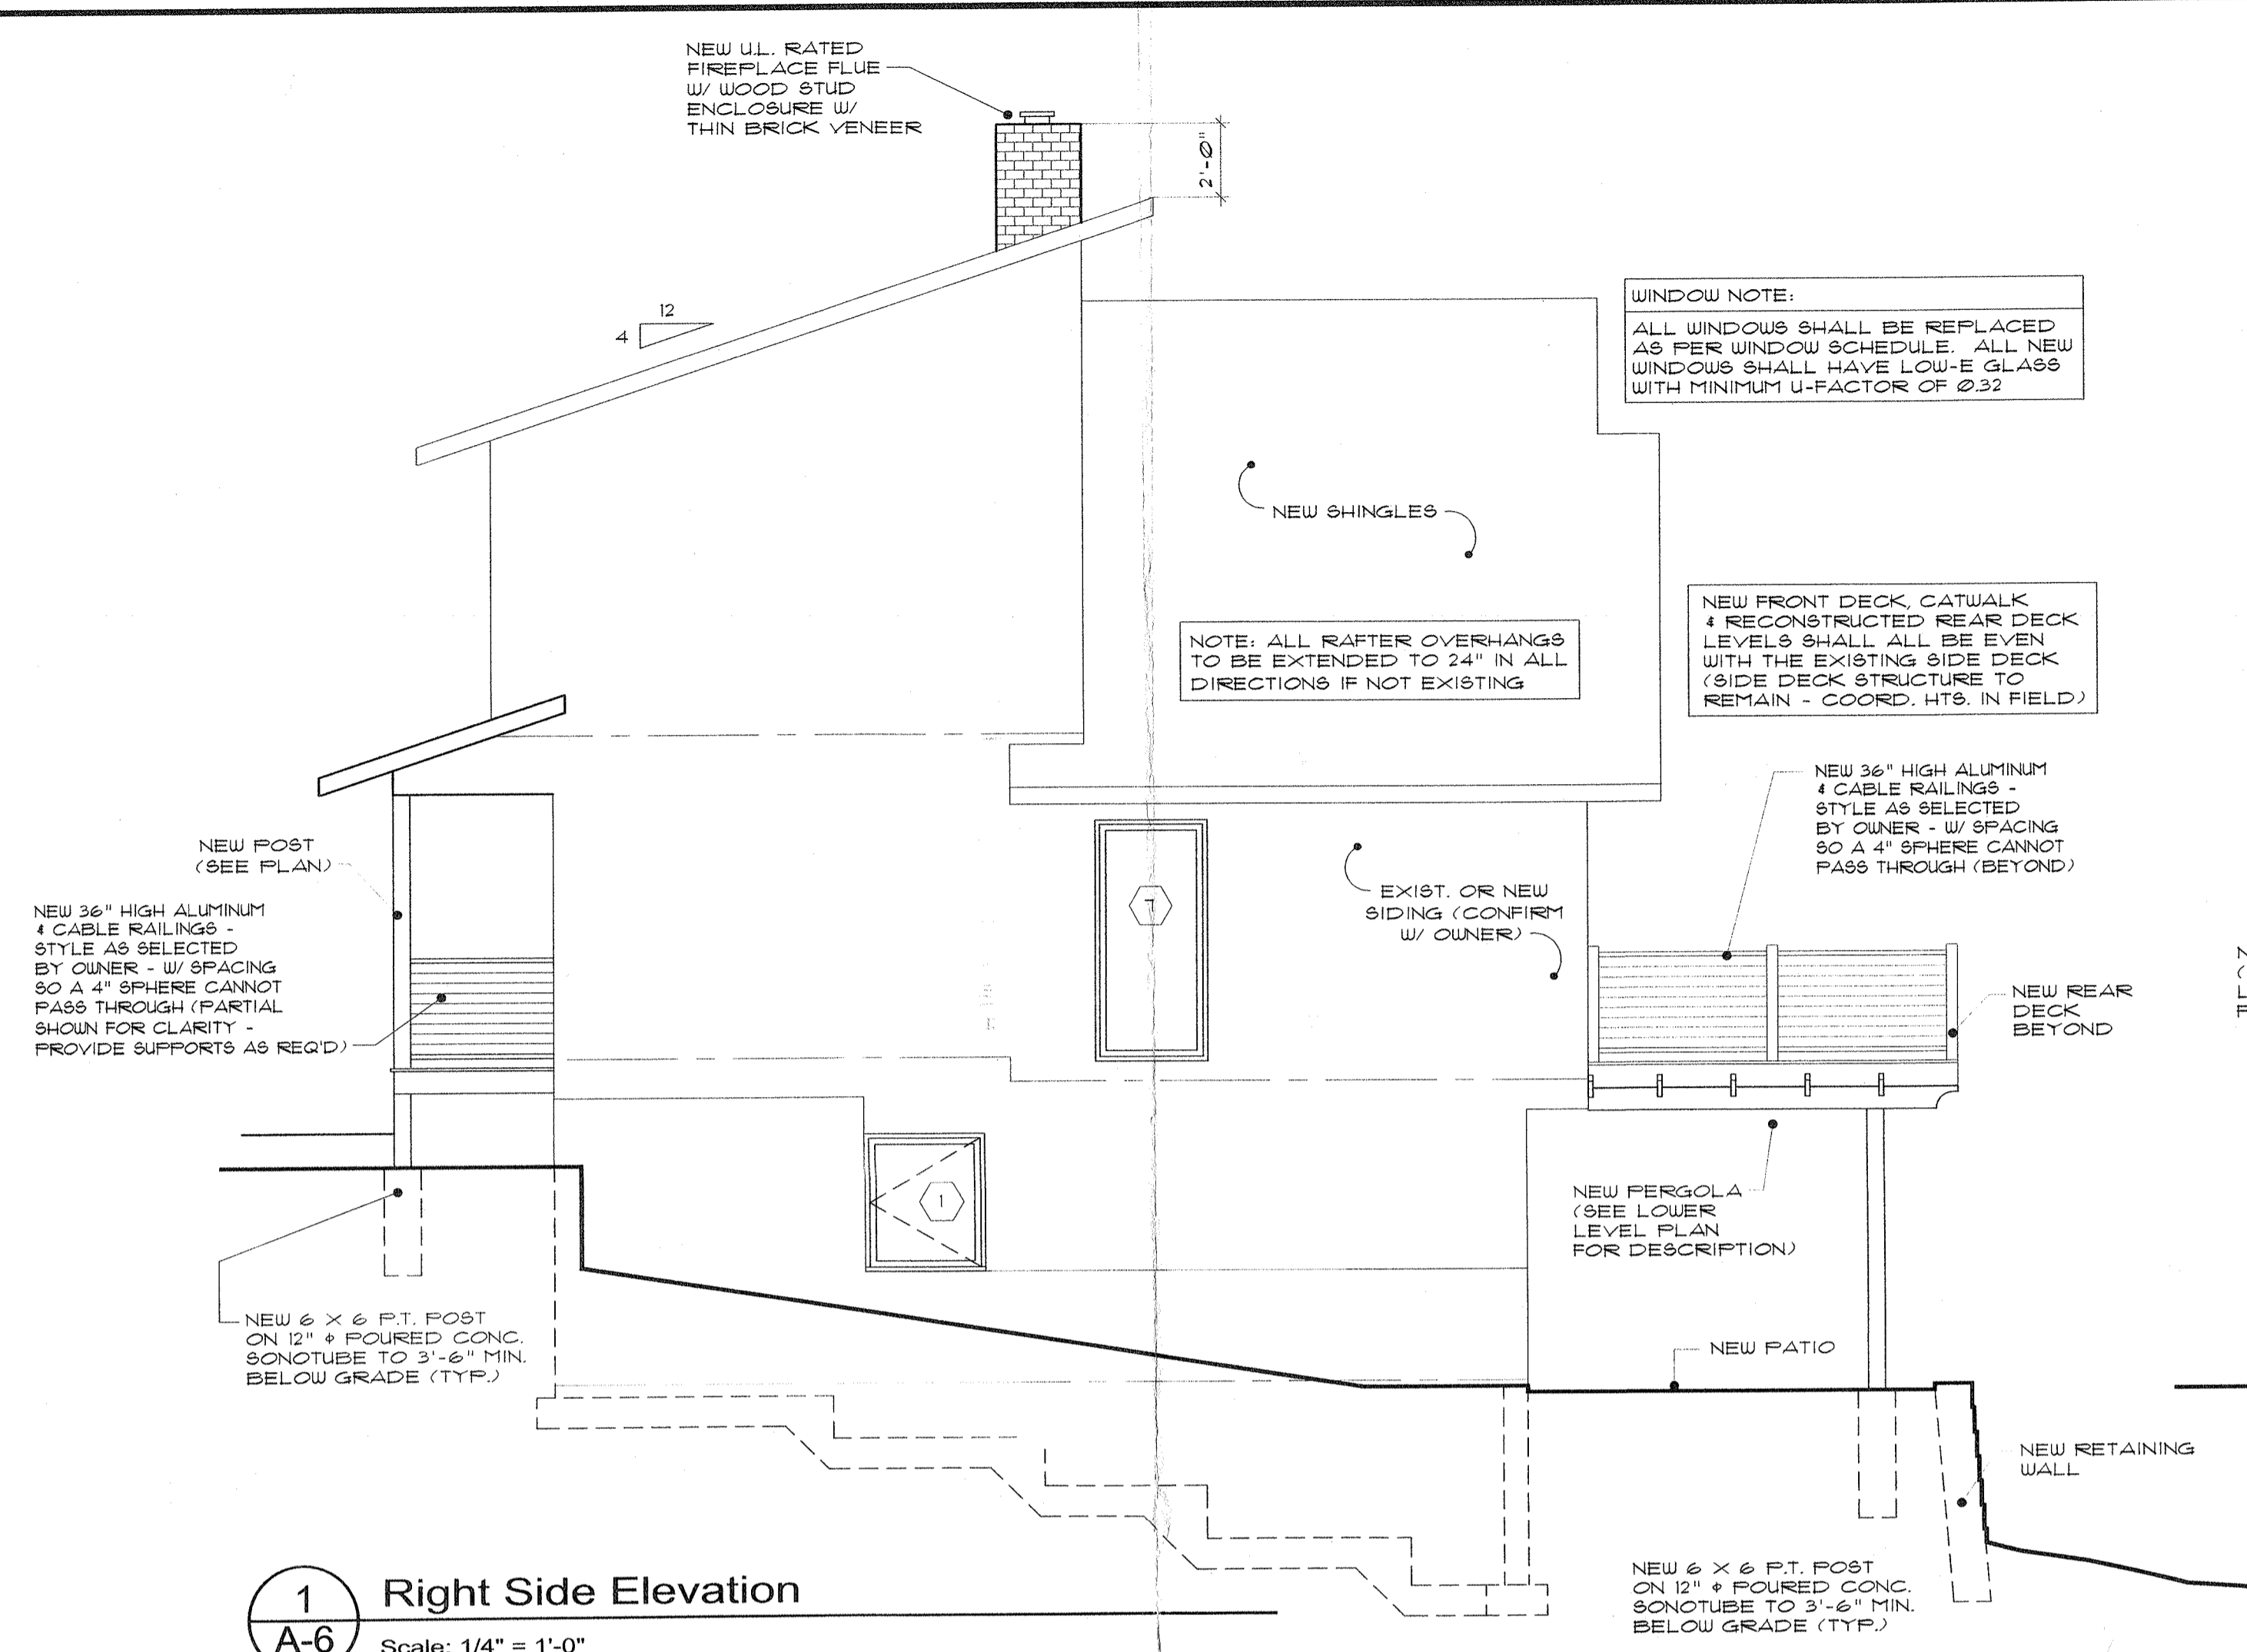 NEW U.L. RATED
FIREPLACE FLUE
W/ WOOD STUD
ENCLOSURE W/
THIN BRICK VENEER
2'-0"
12
4
WINDOW NOTE:
ALL WINDOWS SHALL BE REPLACED
AS PER WINDOW SCHEDULE. ALL NEW
WINDOWS SHALL HAVE LOW-E GLASS
WITH MINIMUM U-FACTOR OF 0.32
NEW SHINGLES
NOTE: ALL RAFTER OVERHANGS
TO BE EXTENDED TO 24" IN ALL
DIRECTIONS IF NOT EXISTING
NEW FRONT DECK, CATWALK
& RECONSTRUCTED REAR DECK
LEVELS SHALL ALL BE EVEN
WITH THE EXISTING SIDE DECK
(SIDE DECK STRUCTURE TO
REMAIN - COORD. HTS. IN FIELD)
NEW 36" HIGH ALUMINUM
& CABLE RAILINGS -
STYLE AS SELECTED
BY OWNER - W/ SPACING
SO A 4" SPHERE CANNOT
PASS THROUGH (BEYOND)
NEW POST
(SEE PLAN)
NEW 36" HIGH ALUMINUM
& CABLE RAILINGS -
STYLE AS SELECTED
BY OWNER - W/ SPACING
SO A 4" SPHERE CANNOT
PASS THROUGH (PARTIAL
SHOWN FOR CLARITY -
PROVIDE SUPPORTS AS REQ'D)
EXIST. OR NEW
SIDING (CONFIRM
W/ OWNER)
NEW REAR
DECK
BEYOND
1
NEW PERGOLA
(SEE LOWER
LEVEL PLAN
FOR DESCRIPTION)
NEW 6 X 6 P.T. POST
ON 12" ⌀ POURED CONC.
SONOTUBE TO 3'-6" MIN.
BELOW GRADE (TYP.)
NEW PATIO
NEW RETAINING
WALL
NEW 6 X 6 P.T. POST
ON 12" ⌀ POURED CONC.
SONOTUBE TO 3'-6" MIN.
BELOW GRADE (TYP.)
1
A-6
Right Side Elevation
Scale: 1/4" = 1'-0"